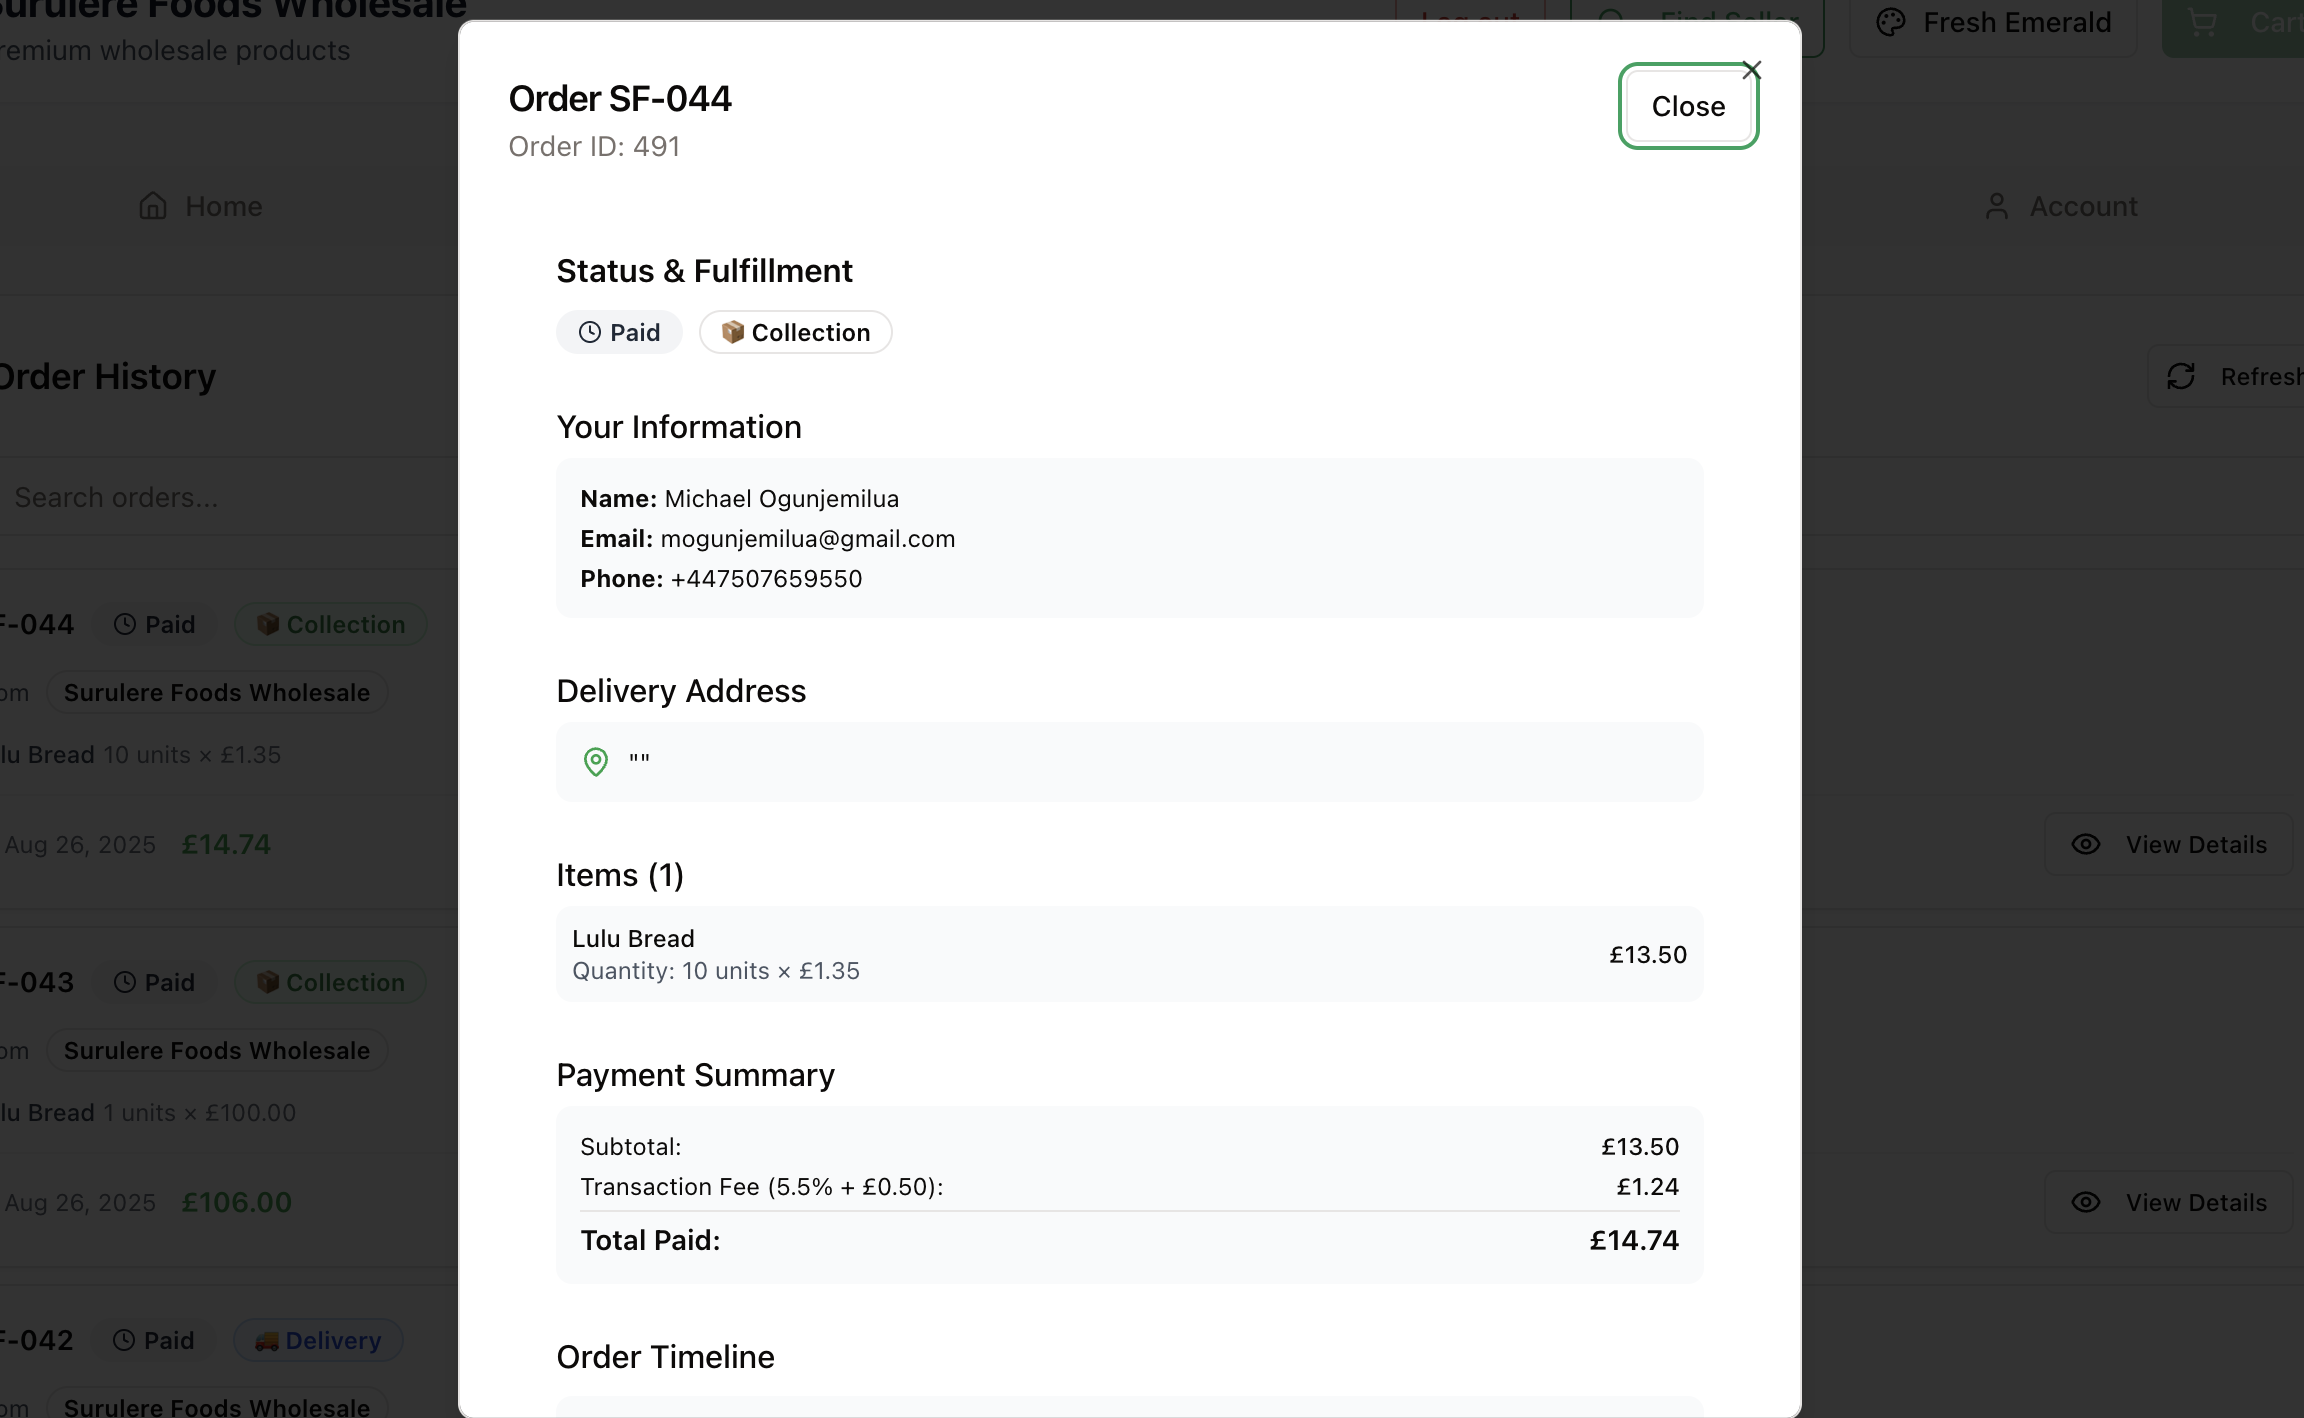 Surulere Foods Wholesale
remium wholesale products
Log out
Find Seller
Fresh Emerald
Cart
Home
Account
Order History
Refresh
Search orders...
F-044
Paid
📦 Collection
om
Surulere Foods Wholesale
lu Bread 10 units × £1.35
Aug 26, 2025
£14.74
View Details
F-043
Paid
📦 Collection
om
Surulere Foods Wholesale
lu Bread 1 units × £100.00
Aug 26, 2025
£106.00
View Details
F-042
Paid
🚚 Delivery
om
Surulere Foods Wholesale
Order SF-044
Order ID: 491
Close
Status & Fulfillment
Paid
📦 Collection
Your Information
Name: Michael Ogunjemilua
Email: mogunjemilua@gmail.com
Phone: +447507659550
Delivery Address
""
Items (1)
Lulu Bread
Quantity: 10 units × £1.35
£13.50
Payment Summary
Subtotal: £13.50
Transaction Fee (5.5% + £0.50): £1.24
Total Paid: £14.74
Order Timeline